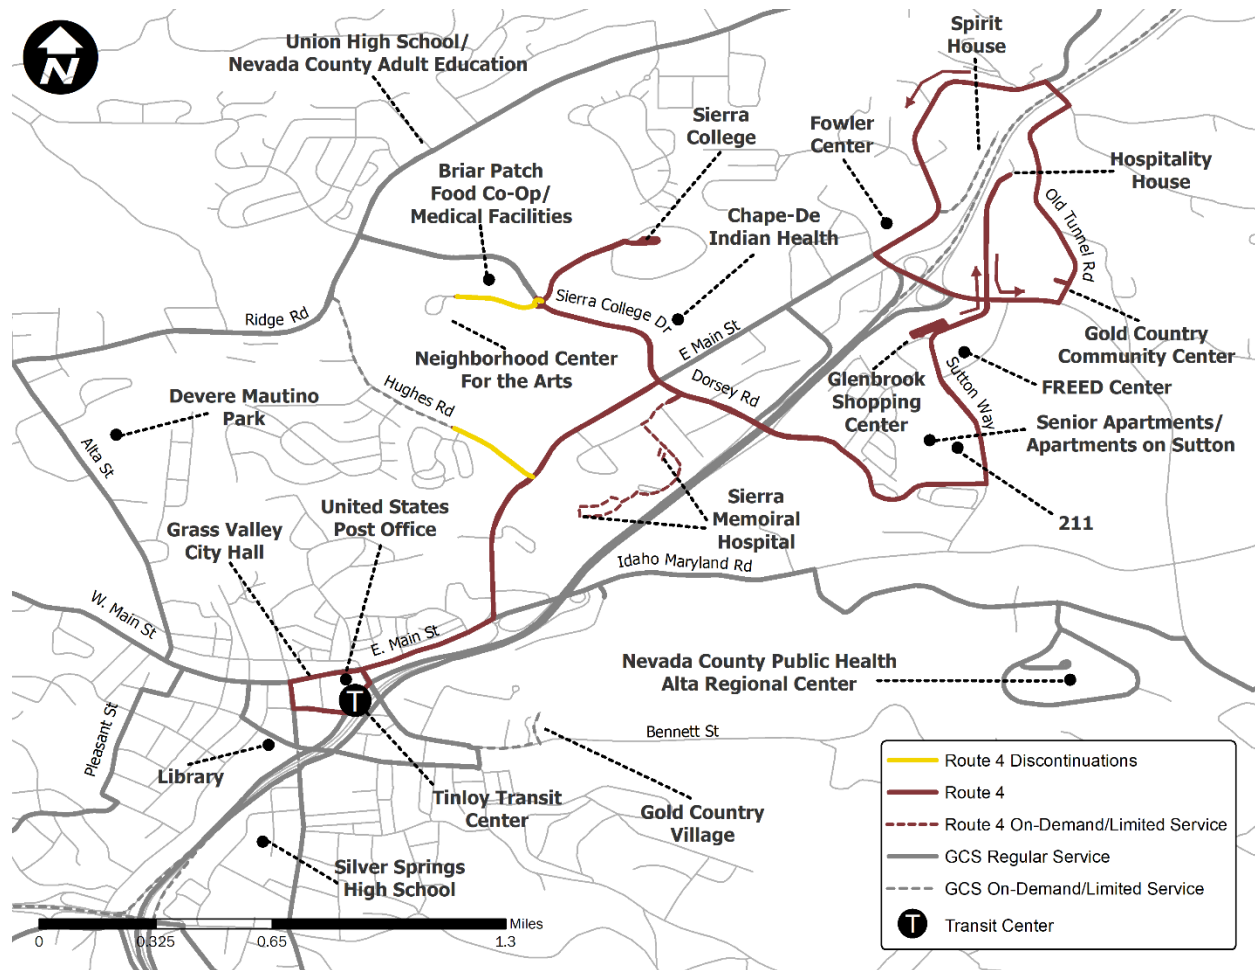 N
Union High School/
Nevada County Adult Education
Spirit
House
Sierra
College
Fowler
Center
Briar Patch
Food Co-Op/
Medical Facilities
Hospitality
House
Chape-De
Indian Health
Old Tunnel Rd
Sierra College Dr
Ridge Rd
E Main St
Gold Country
Community Center
Neighborhood Center
For the Arts
Hughes Rd
Dorsey Rd
Glenbrook
Shopping
Center
Sutton Way
FREED Center
Devere Mautino
Park
Alta St
Senior Apartments/
Apartments on Sutton
United States
Post Office
Sierra
Memoiral
Hospital
211
Grass Valley
City Hall
Idaho Maryland Rd
W. Main St
E. Main St
Nevada County Public Health
Alta Regional Center
T
Pleasant St
Bennett St
Library
Tinloy Transit
Center
Gold Country
Village
Silver Springs
High School
Route 4 Discontinuations
Route 4
Route 4 On-Demand/Limited Service
GCS Regular Service
GCS On-Demand/Limited Service
T Transit Center
Miles
0 0.325 0.65 1.3